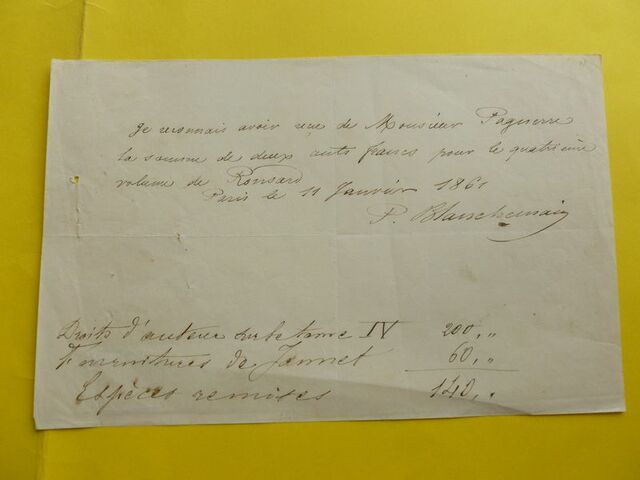 Je reconnais avoir reçu de Monsieur Pagnerre
la somme de deux cents francs pour le quatrième
volume de Ronsard
Paris le 11 Janvier 1861
P. Blanchemain
Droits d'auteur sur le tome IV 200,,
Fournitures de Jannet 60,,
Espèces remises 140,,